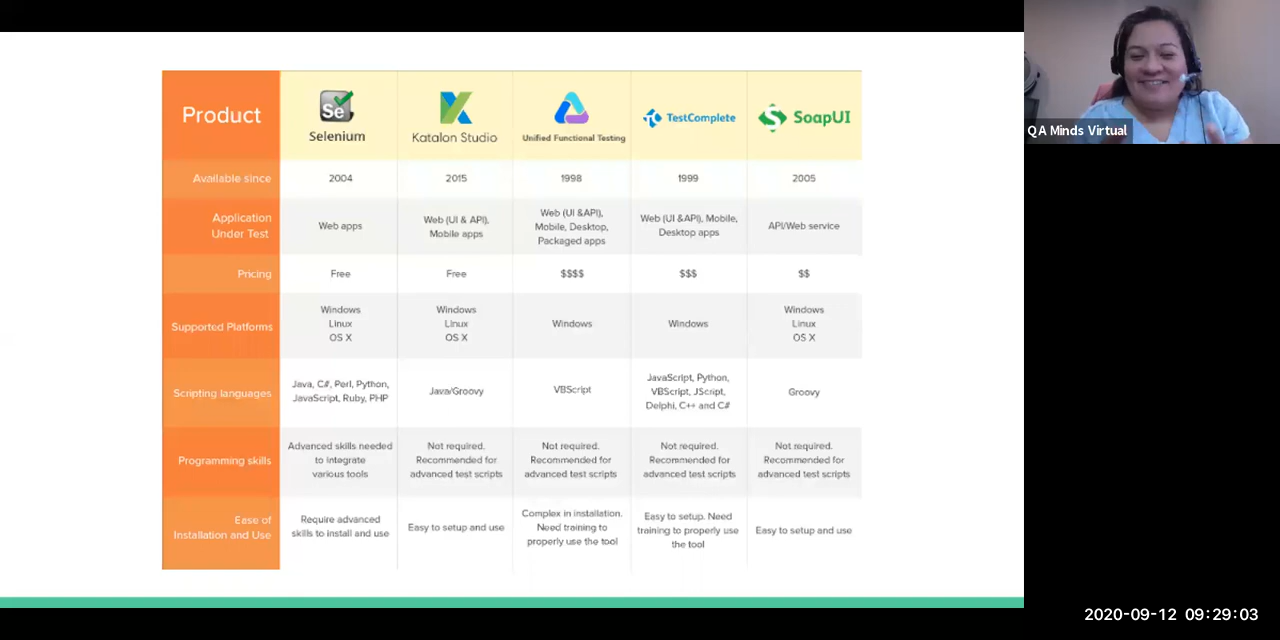 Product
Se
Selenium
Katalon Studio
Unified Functional Testing
TestComplete
SoapUI
Available since
2004
2015
1998
1999
2005
Application
Under Test
Web apps
Web (UI & API),
Mobile apps
Web (UI &API),
Mobile, Desktop,
Packaged apps
Web (UI &API), Mobile,
Desktop apps
API/Web service
Pricing
Free
Free
$$$$
$$$
$$
Supported Platforms
Windows
Linux
OS X
Windows
Linux
OS X
Windows
Windows
Windows
Linux
OS X
Scripting languages
Java, C#, Perl, Python,
JavaScript, Ruby, PHP
Java/Groovy
VBScript
JavaScript, Python,
VBScript, JScript,
Delphi, C++ and C#
Groovy
Programming skills
Advanced skills needed
to integrate
various tools
Not required.
Recommended for
advanced test scripts
Not required.
Recommended for
advanced test scripts
Not required.
Recommended for
advanced test scripts
Not required.
Recommended for
advanced test scripts
Ease of
Installation and Use
Require advanced
skills to install and use
Easy to setup and use
Complex in installation.
Need training to
properly use the tool
Easy to setup. Need
training to properly use
the tool
Easy to setup and use
QA Minds Virtual
2020-09-12 09:29:03